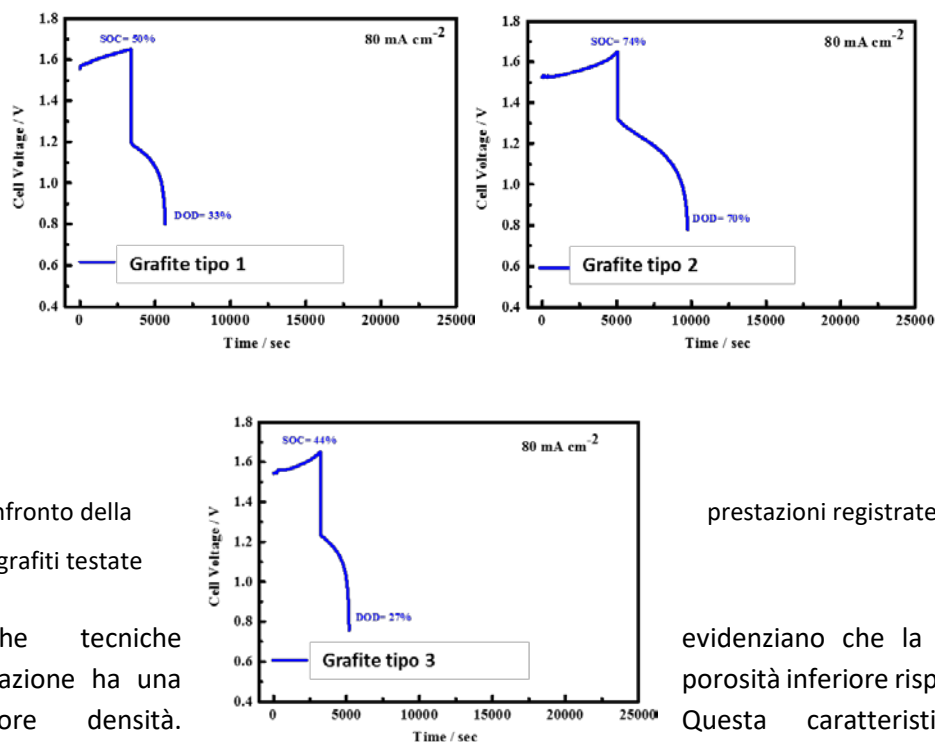 80 mA cm-2
SOC= 50%
DOD= 33%
Grafite tipo 1
Cell Voltage / V
1.8
1.6
1.4
1.2
1.0
0.8
0.6
0.4
0 5000 10000 15000 20000 25000
Time / sec
80 mA cm-2
SOC= 74%
DOD= 70%
Grafite tipo 2
Cell Voltage / V
1.8
1.6
1.4
1.2
1.0
0.8
0.6
0.4
0 5000 10000 15000 20000 25000
Time / sec
80 mA cm-2
SOC= 44%
DOD= 27%
Grafite tipo 3
Cell Voltage / V
1.8
1.6
1.4
1.2
1.0
0.8
0.6
0.4
0 5000 10000 15000 20000 25000
Time / sec
nfronto della prestazioni registrate
grafiti testate
he tecniche evidenziano che la
azione ha una porosità inferiore risp
ore densità. Questa caratteristi